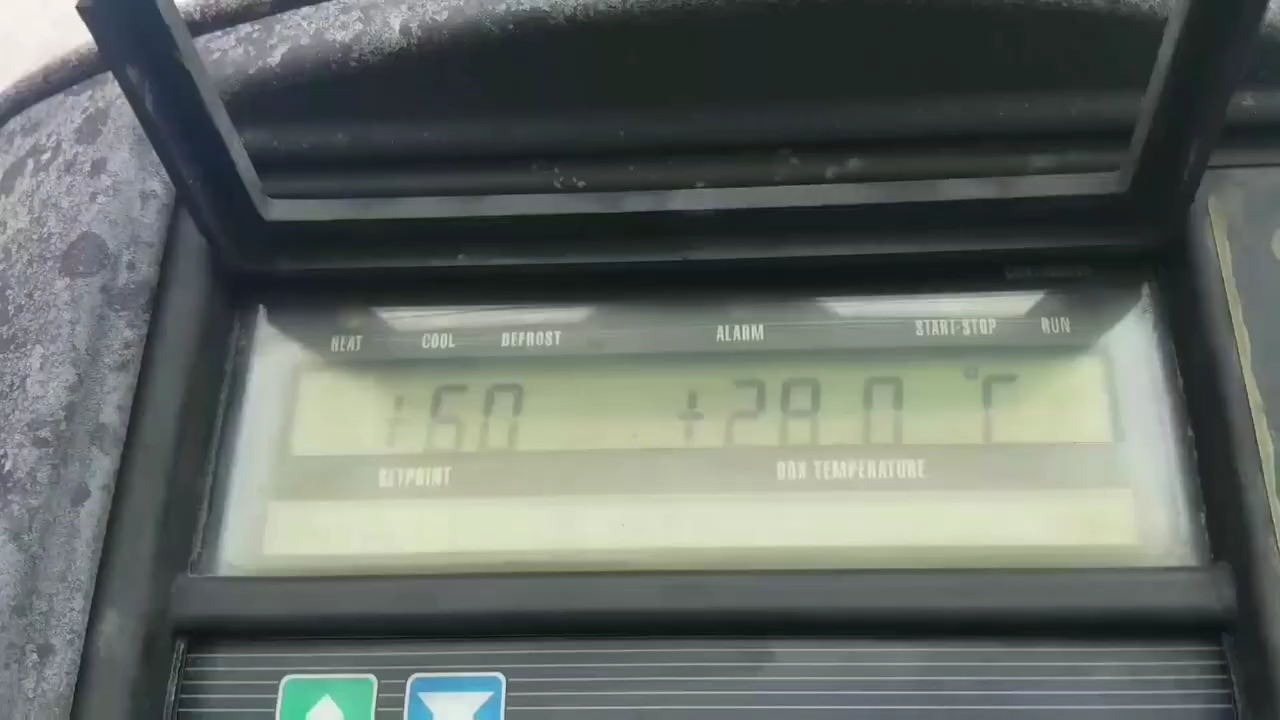 HEAT COOL DEFROST ALARM START-STOP RUN
+60 +28.0 °C
SETPOINT BOX TEMPERATURE